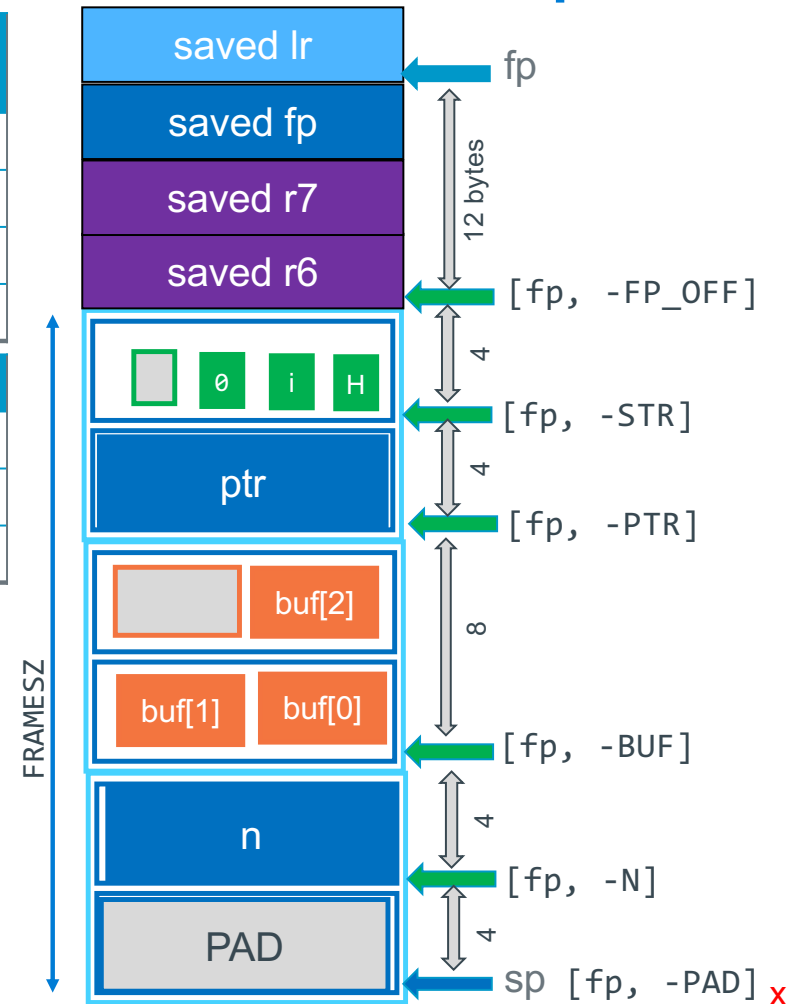 saved lr
fp
saved fp
12 bytes
saved r7
saved r6
[fp, -FP_OFF]
4
0 i H
[fp, -STR]
4
ptr
[fp, -PTR]
buf[2]
8
FRAMESZ
buf[1] buf[0]
[fp, -BUF]
4
n
[fp, -N]
4
PAD
sp [fp, -PAD] x